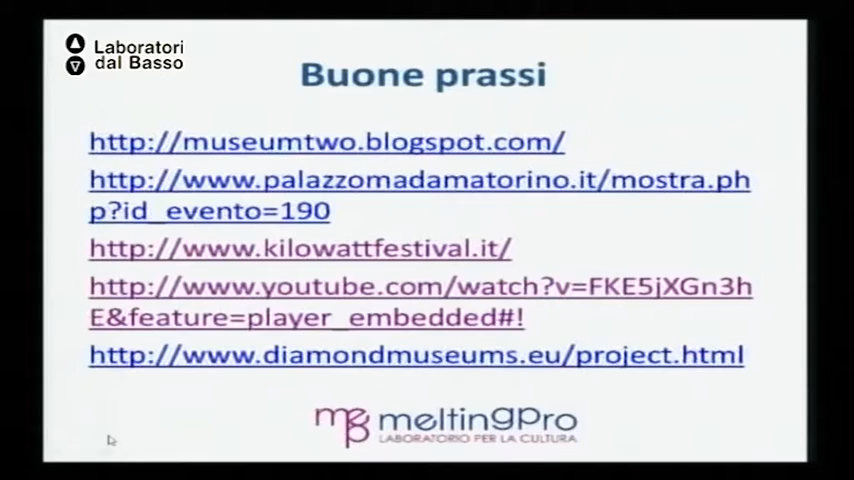 Laboratori
dal Basso
Buone prassi
http://museumtwo.blogspot.com/
http://www.palazzomadamatorino.it/mostra.ph
p?id_evento=190
http://www.kilowattfestival.it/
http://www.youtube.com/watch?v=FKE5jXGn3h
E&feature=player_embedded#!
http://www.diamondmuseums.eu/project.html
mep meltingpro
LABORATORIO PER LA CULTURA